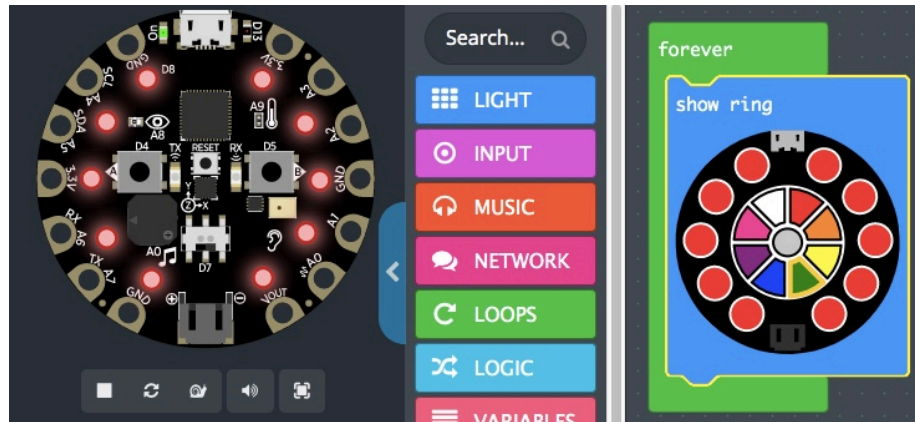 on
D13
GND
3.3V
D8
SCL
A4
A3
A9
SDA
A5
A8
A2
D4
TX
RESET
RX
D5
3.3V
A
B
GND
Y
Z
X
RX
A6
A0
A1
D7
TX
A7
A0
GND
VOUT
Search...
LIGHT
INPUT
MUSIC
NETWORK
LOOPS
LOGIC
VARIABLES
forever
show ring